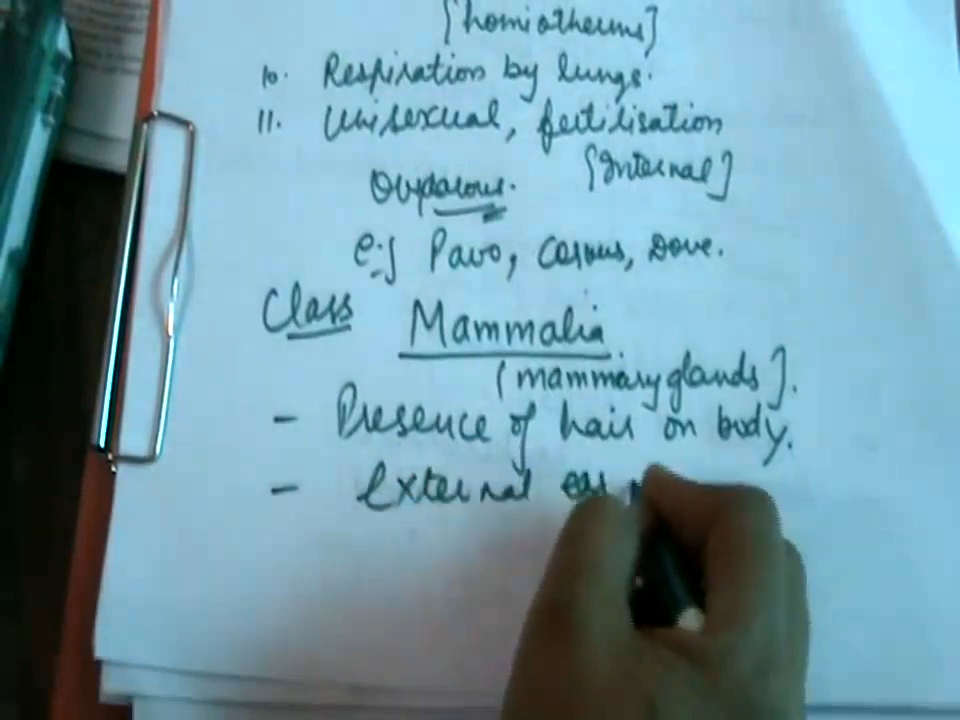 [homiotherms]
10. Respiration by lungs.
11. Unisexual, fertilisation
[Internal]
Oviparous.
e.g Pavo, Corvus, Dove.
Class Mammalia
(mammary glands].
- Presence of hair on body.
- External ear